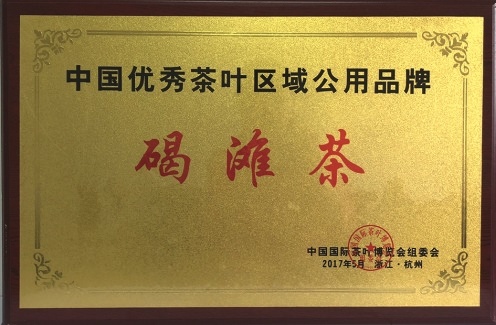 中国优秀茶叶区域公用品牌
碣滩茶
中国国际茶叶博览会组委会
2017年5月 浙江·杭州